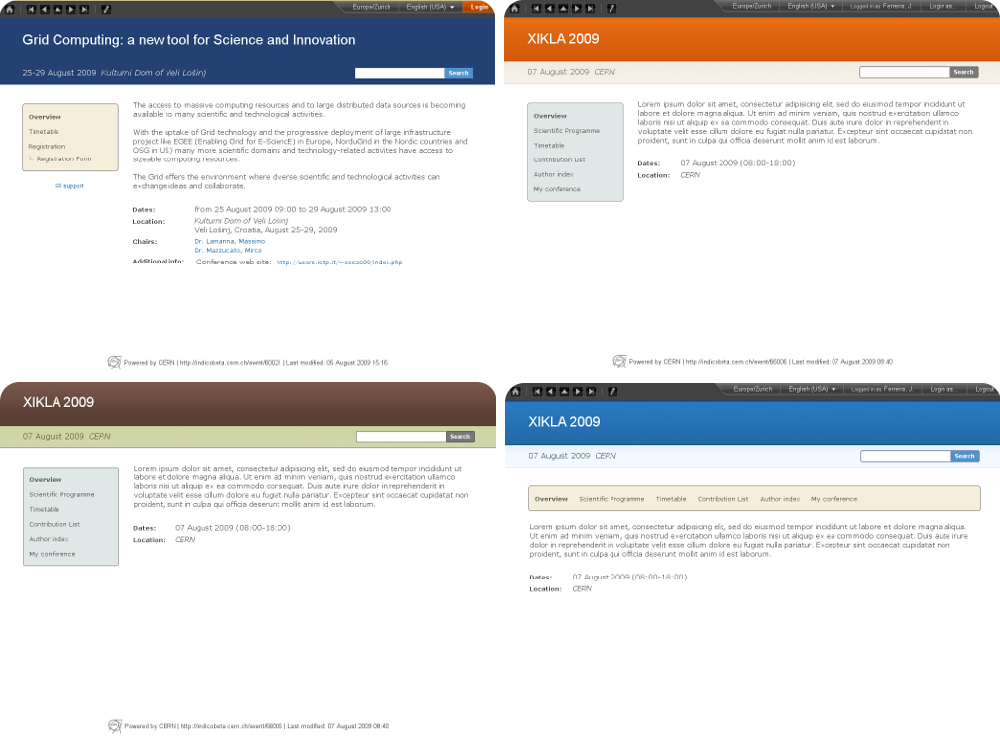 Europe/Zurich English (USA) Login
Grid Computing: a new tool for Science and Innovation
25-29 August 2009 Kulturni Dom of Veli Lošinj
Search
Overview
Timetable
Registration
Registration Form
support
The access to massive computing resources and to large distributed data sources is becoming
available to many scientific and technological activities.
With the uptake of Grid technology and the progressive deployment of large infrastructure
project like EGEE (Enabling Grid for E-SciencE) in Europe, NorduGrid in the Nordic countries and
OSG in US) many more scientific domains and technology-related activities have access to
sizeable computing resources.
The Grid offers the environment where diverse scientific and technological activities can
exchange ideas and collaborate.
Dates: from 25 August 2009 09:00 to 29 August 2009 13:00
Location: Kulturni Dom of Veli Lošinj
Veli Lošinj, Croatia, August 25-29, 2009
Chairs: Dr. Lamanna, Massimo
Dr. Mazzucato, Mirco
Additional info: Conference web site: http://users.ictp.it/~ecsac09/index.php
Powered by CERN | http://indicobeta.cern.ch/event/60021 | Last modified: 05 August 2009 15:16
Europe/Zurich English (USA) Logged in as Ferreira, J. Login as... Logout
XIKLA 2009
07 August 2009 CERN
Search
Overview
Scientific Programme
Timetable
Contribution List
Author index
My conference
Lorem ipsum dolor sit amet, consectetur adipisicing elit, sed do eiusmod tempor incididunt ut
labore et dolore magna aliqua. Ut enim ad minim veniam, quis nostrud exercitation ullamco
laboris nisi ut aliquip ex ea commodo consequat. Duis aute irure dolor in reprehenderit in
voluptate velit esse cillum dolore eu fugiat nulla pariatur. Excepteur sint occaecat cupidatat non
proident, sunt in culpa qui officia deserunt mollit anim id est laborum.
Dates: 07 August 2009 (08:00-18:00)
Location: CERN
Powered by CERN | http://indicobeta.cern.ch/event/66006 | Last modified: 07 August 2009 08:40
XIKLA 2009
07 August 2009 CERN
Search
Overview
Scientific Programme
Timetable
Contribution List
Author index
My conference
Lorem ipsum dolor sit amet, consectetur adipisicing elit, sed do eiusmod tempor incididunt ut
labore et dolore magna aliqua. Ut enim ad minim veniam, quis nostrud exercitation ullamco
laboris nisi ut aliquip ex ea commodo consequat. Duis aute irure dolor in reprehenderit in
voluptate velit esse cillum dolore eu fugiat nulla pariatur. Excepteur sint occaecat cupidatat non
proident, sunt in culpa qui officia deserunt mollit anim id est laborum.
Dates: 07 August 2009 (08:00-18:00)
Location: CERN
Powered by CERN | http://indicobeta.cern.ch/event/66006 | Last modified: 07 August 2009 08:40
Europe/Zurich English (USA) Logged in as Ferreira, J. Login as... Logout
XIKLA 2009
07 August 2009 CERN
Search
Overview Scientific Programme Timetable Contribution List Author index My conference
Lorem ipsum dolor sit amet, consectetur adipisicing elit, sed do eiusmod tempor incididunt ut labore et dolore magna aliqua.
Ut enim ad minim veniam, quis nostrud exercitation ullamco laboris nisi ut aliquip ex ea commodo consequat. Duis aute irure
dolor in reprehenderit in voluptate velit esse cillum dolore eu fugiat nulla pariatur. Excepteur sint occaecat cupidatat non
proident, sunt in culpa qui officia deserunt mollit anim id est laborum.
Dates: 07 August 2009 (08:00-18:00)
Location: CERN